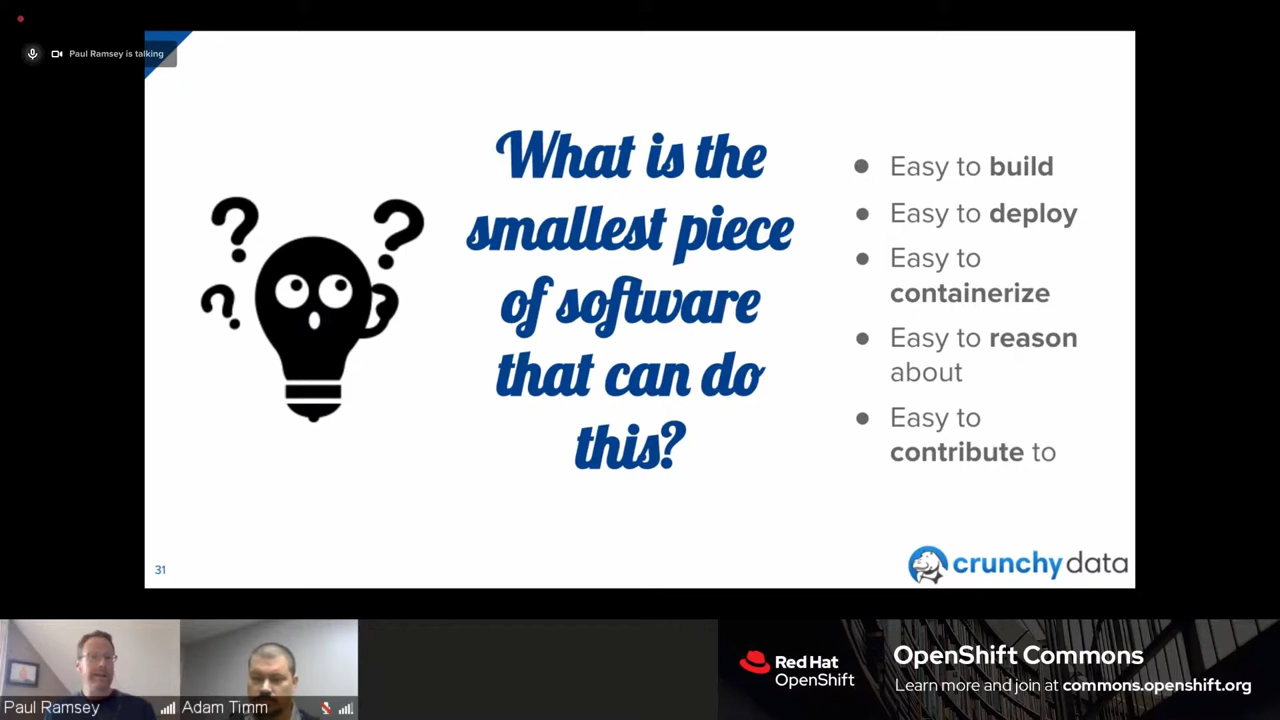 Paul Ramsey is talking
What is the
smallest piece
of software
that can do
this?
● Easy to build
● Easy to deploy
● Easy to
containerize
● Easy to reason
about
● Easy to
contribute to
31
crunchy data
Paul Ramsey
Adam Timm
Red Hat
OpenShift
OpenShift Commons
Learn more and join at commons.openshift.org